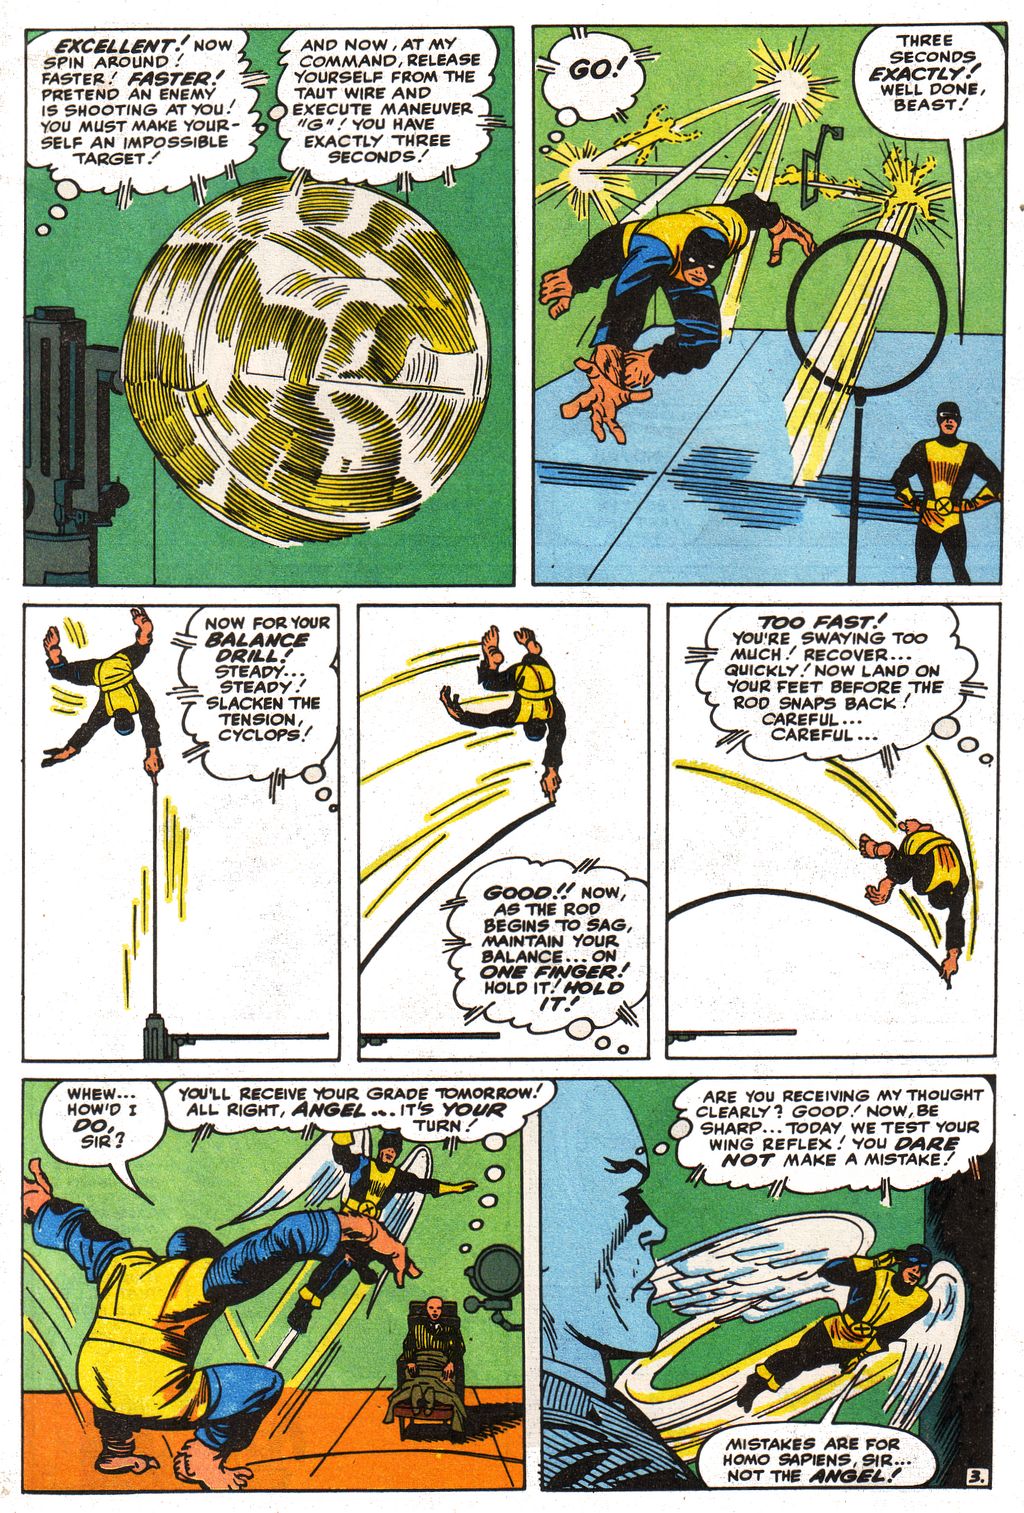 EXCELLENT! NOW
SPIN AROUND!
FASTER! FASTER!
PRETEND AN ENEMY
IS SHOOTING AT YOU!
YOU MUST MAKE YOUR-
SELF AN IMPOSSIBLE
TARGET!
AND NOW, AT MY
COMMAND, RELEASE
YOURSELF FROM THE
TAUT WIRE AND
EXECUTE MANEUVER
"G"! YOU HAVE
EXACTLY THREE
SECONDS!
GO!
THREE
SECONDS
EXACTLY!
WELL DONE,
BEAST!
NOW FOR YOUR
BALANCE
DRILL!
STEADY...
STEADY!
SLACKEN THE
TENSION,
CYCLOPS!
GOOD!! NOW,
AS THE ROD
BEGINS TO SAG,
MAINTAIN YOUR
BALANCE... ON
ONE FINGER!
HOLD IT! HOLD
IT!
TOO FAST!
YOU'RE SWAYING TOO
MUCH! RECOVER...
QUICKLY! NOW LAND ON
YOUR FEET BEFORE THE
ROD SNAPS BACK!
CAREFUL...
CAREFUL...
WHEW...
HOW'D I
DO,
SIR?
YOU'LL RECEIVE YOUR GRADE TOMORROW!
ALL RIGHT, ANGEL... IT'S YOUR
TURN!
ARE YOU RECEIVING MY THOUGHT
CLEARLY? GOOD! NOW, BE
SHARP... TODAY WE TEST YOUR
WING REFLEX! YOU DARE
NOT MAKE A MISTAKE!
MISTAKES ARE FOR
HOMO SAPIENS, SIR...
NOT THE ANGEL!
3.